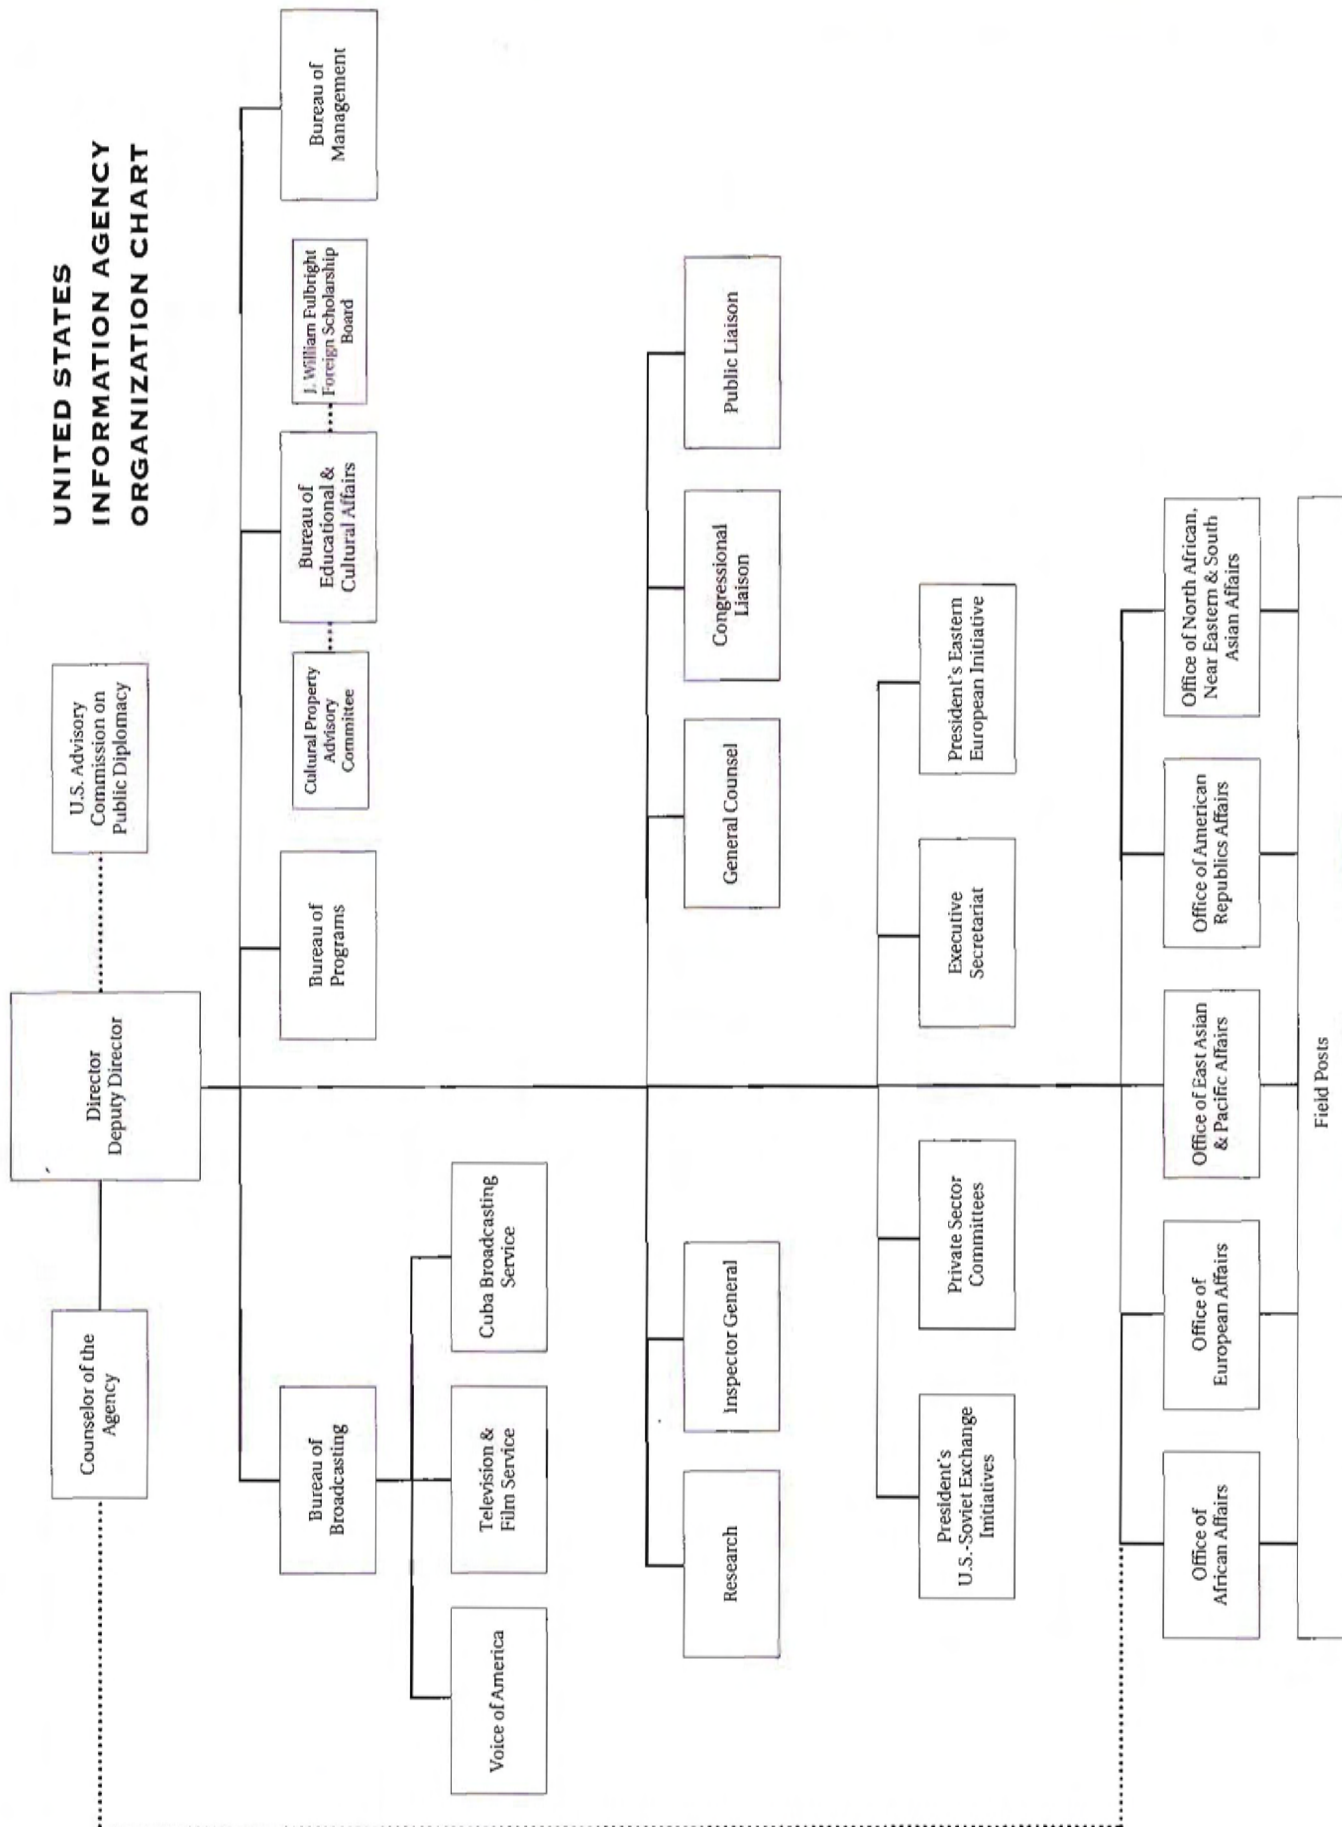 UNITED STATES
INFORMATION AGENCY
ORGANIZATION CHART
Counselor of the
Agency
Director
Deputy Director
U.S. Advisory
Commission on
Public Diplomacy
Bureau of
Broadcasting
Bureau of
Programs
Cultural Property
Advisory
Committee
Bureau of
Educational &
Cultural Affairs
J. William Fulbright
Foreign Scholarship
Board
Bureau of
Management
Voice of America
Television &
Film Service
Cuba Broadcasting
Service
Research
Inspector General
General Counsel
Congressional
Liaison
Public Liaison
President's
U.S.-Soviet Exchange
Initiatives
Private Sector
Committees
Executive
Secretariat
President's Eastern
European Initiative
Office of
African Affairs
Office of
European Affairs
Office of East Asian
& Pacific Affairs
Office of American
Republics Affairs
Office of North African,
Near Eastern & South
Asian Affairs
Field Posts